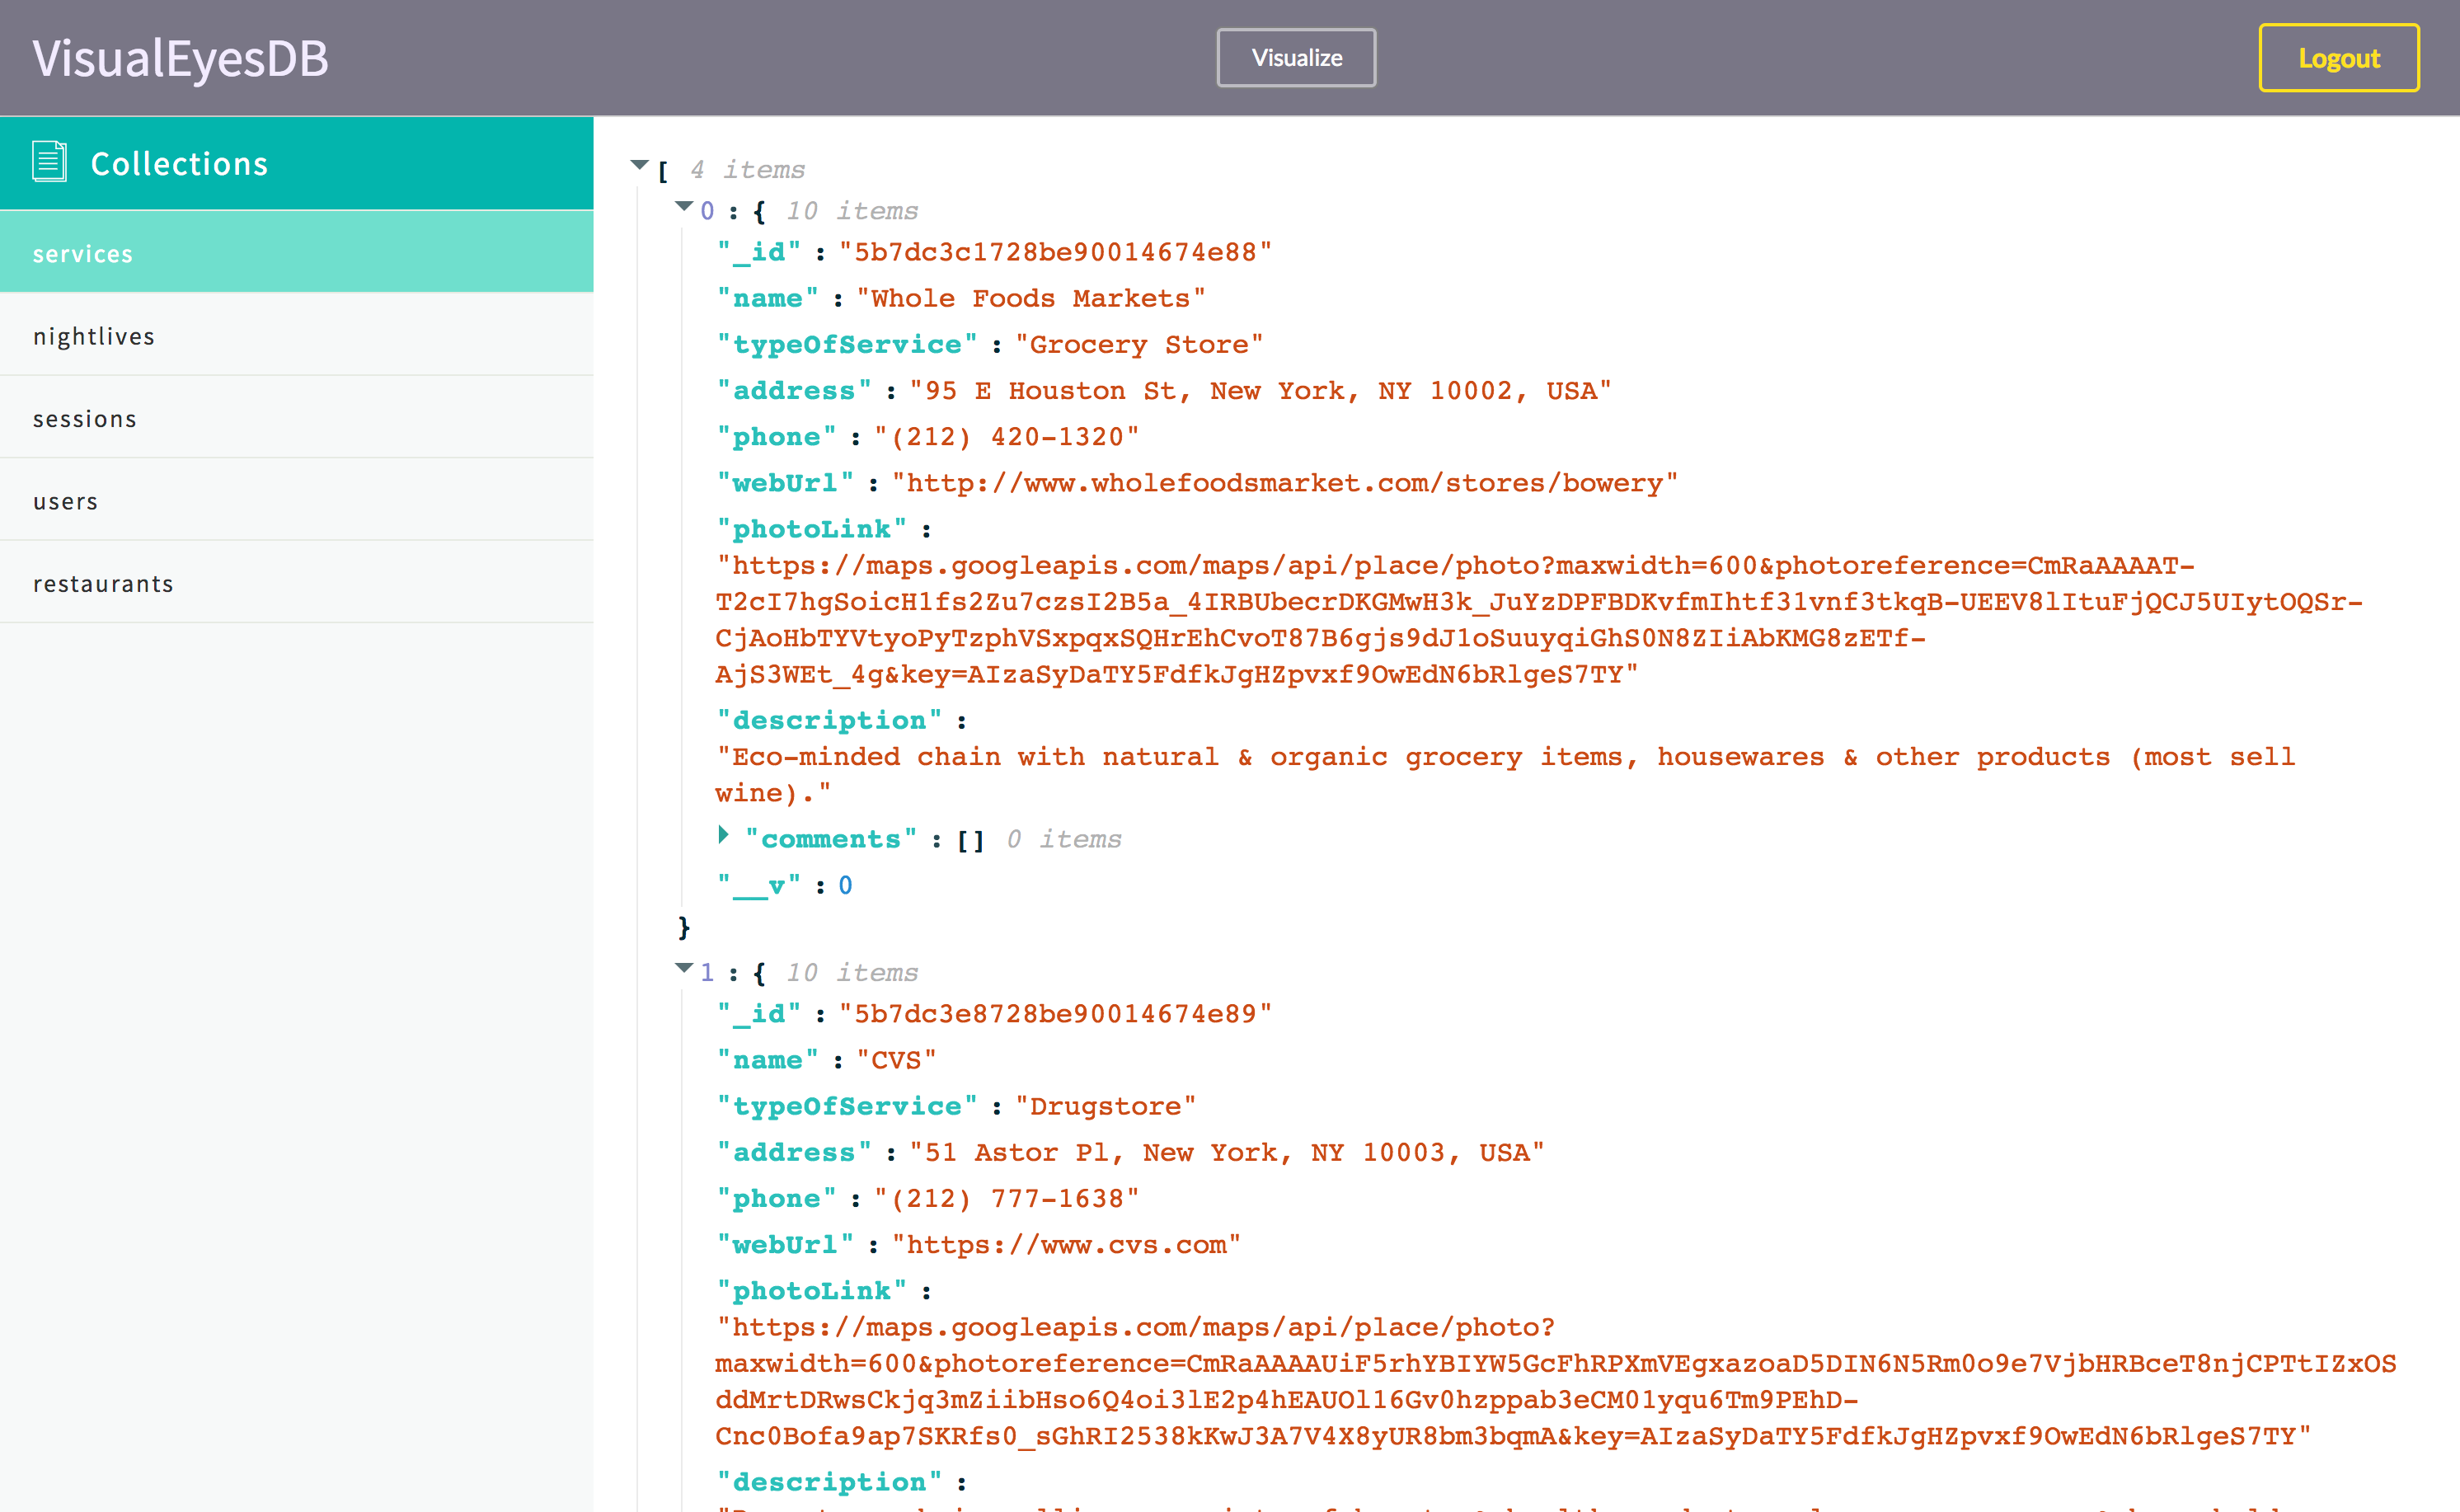 VisualEyesDB
Visualize
Logout
Collections
services
nightlives
sessions
users
restaurants
[ 4 items
0 : { 10 items
"_id" : "5b7dc3c1728be90014674e88"
"name" : "Whole Foods Markets"
"typeOfService" : "Grocery Store"
"address" : "95 E Houston St, New York, NY 10002, USA"
"phone" : "(212) 420-1320"
"webUrl" : "http://www.wholefoodsmarket.com/stores/bowery"
"photoLink" :
"https://maps.googleapis.com/maps/api/place/photo?maxwidth=600&photoreference=CmRaAAAAT-
T2cI7hgSoicH1fs2Zu7czsI2B5a_4IRBUbecrDKGMwH3k_JuYzDPFBDKvfmIhtf31vnf3tkqB-UEEV8lItuFjQCJ5UIytOQSr-
CjAoHbTYVtyoPyTzphVSxpqxSQHrEhCvoT87B6gjs9dJ1oSuuyqiGhS0N8ZIiAbKMG8zETf-
AjS3WEt_4g&key=AIzaSyDaTY5FdfkJgHZpvxf9OwEdN6bRlgeS7TY"
"description" :
"Eco-minded chain with natural & organic grocery items, housewares & other products (most sell
wine)."
"comments" : [] 0 items
"__v" : 0
}
1 : { 10 items
"_id" : "5b7dc3e8728be90014674e89"
"name" : "CVS"
"typeOfService" : "Drugstore"
"address" : "51 Astor Pl, New York, NY 10003, USA"
"phone" : "(212) 777-1638"
"webUrl" : "https://www.cvs.com"
"photoLink" :
"https://maps.googleapis.com/maps/api/place/photo?
maxwidth=600&photoreference=CmRaAAAAUiF5rhYBIYW5GcFhRPXmVEgxazoaD5DIN6N5Rm0o9e7VjbHRBceT8njCPTtIZxOS
ddMrtDRwsCkjq3mZiibHso6Q4oi3lE2p4hEAUOl16Gv0hzppab3eCM01yqu6Tm9PEhD-
Cnc0Bofa9ap7SKRfs0_sGhRI2538kKwJ3A7V4X8yUR8bm3bqmA&key=AIzaSyDaTY5FdfkJgHZpvxf9OwEdN6bRlgeS7TY"
"description" :